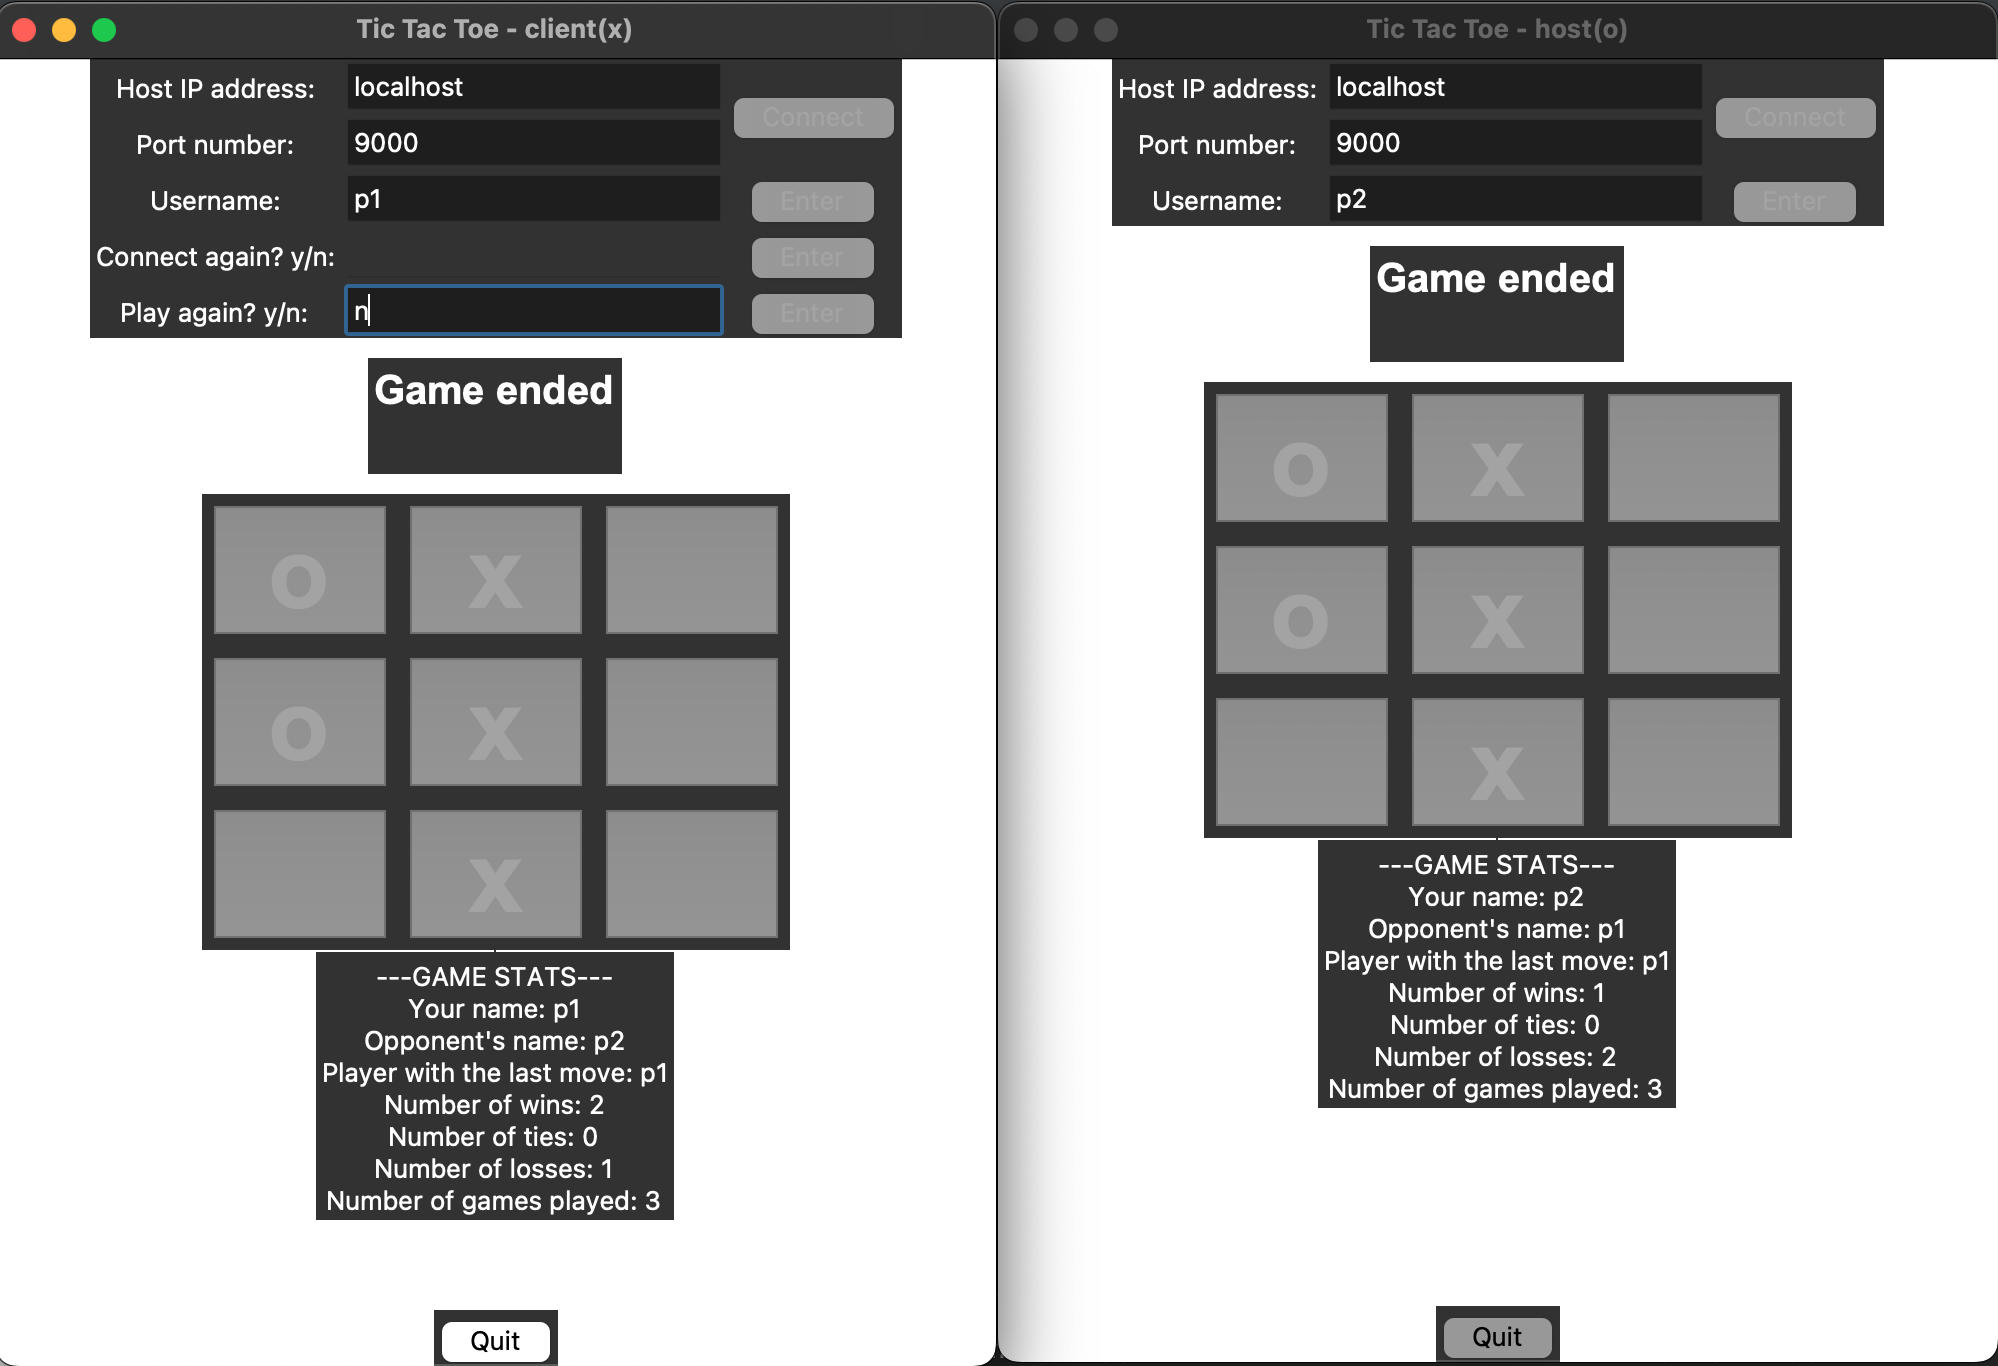 Tic Tac Toe - client(x)
Host IP address: localhost
Connect
Port number: 9000
Username: p1
Enter
Connect again? y/n:
Enter
Play again? y/n: n
Enter
Game ended
o x
o x
x
---GAME STATS---
Your name: p1
Opponent's name: p2
Player with the last move: p1
Number of wins: 2
Number of ties: 0
Number of losses: 1
Number of games played: 3
Quit
Tic Tac Toe - host(o)
Host IP address: localhost
Connect
Port number: 9000
Username: p2
Enter
Game ended
o x
o x
x
---GAME STATS---
Your name: p2
Opponent's name: p1
Player with the last move: p1
Number of wins: 1
Number of ties: 0
Number of losses: 2
Number of games played: 3
Quit